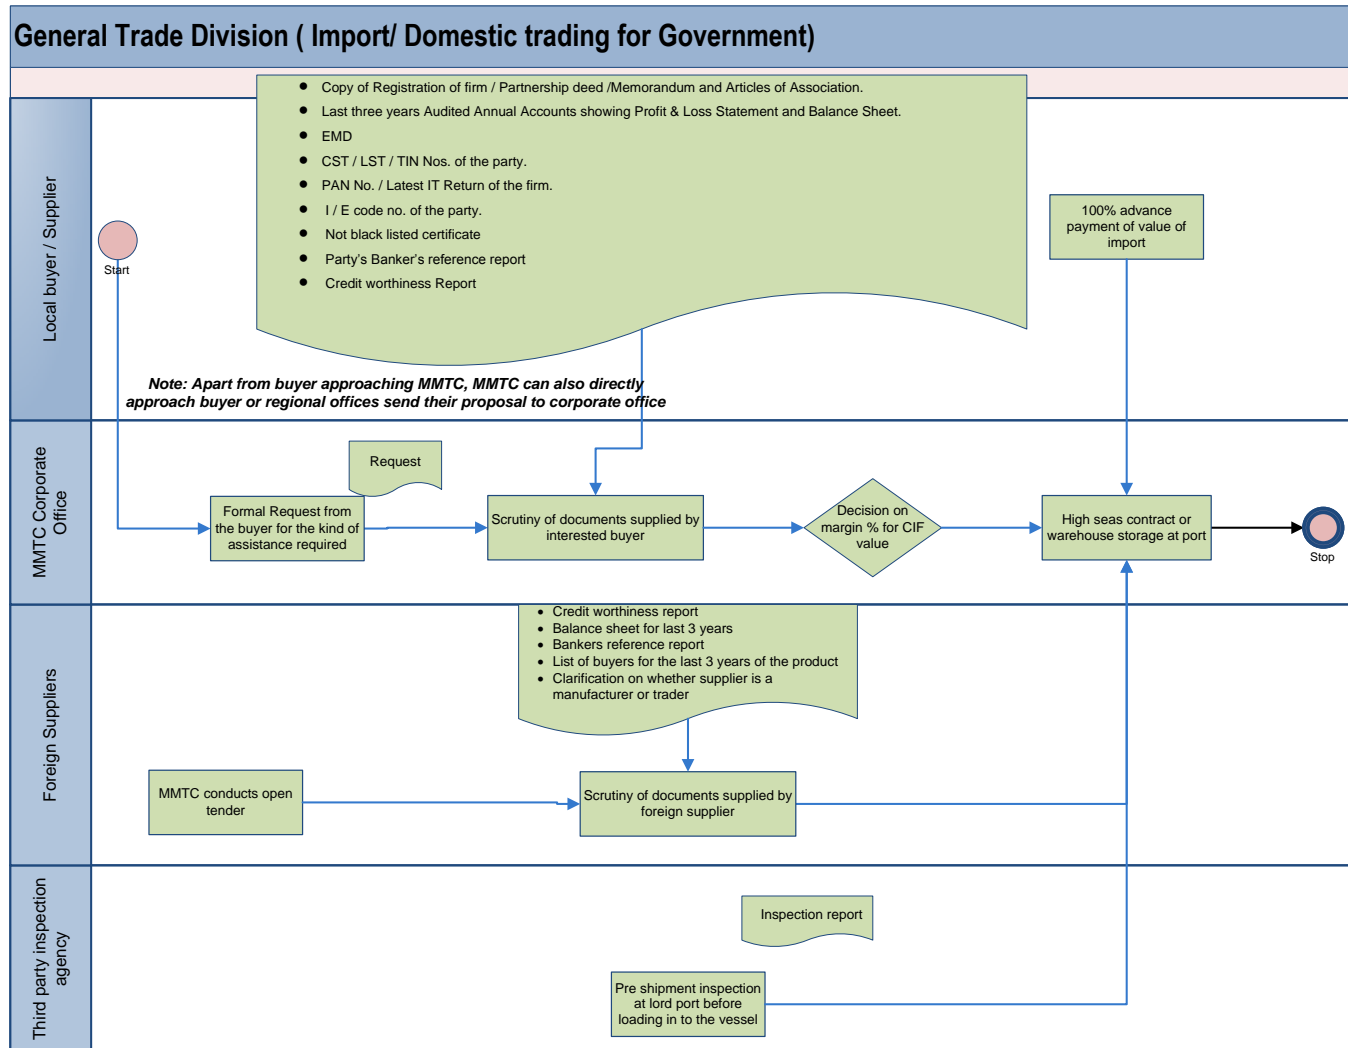 General Trade Division ( Import/ Domestic trading for Government)
Local buyer / Supplier
● Copy of Registration of firm / Partnership deed /Memorandum and Articles of Association.
● Last three years Audited Annual Accounts showing Profit & Loss Statement and Balance Sheet.
● EMD
● CST / LST / TIN Nos. of the party.
● PAN No. / Latest IT Return of the firm.
● I / E code no. of the party.
● Not black listed certificate
● Party's Banker's reference report
● Credit worthiness Report
Start
100% advance
payment of value of
import
Note: Apart from buyer approaching MMTC, MMTC can also directly
approach buyer or regional offices send their proposal to corporate office
MMTC Corporate
Office
Request
Formal Request from
the buyer for the kind of
assistance required
Scrutiny of documents supplied by
interested buyer
Decision on
margin % for CIF
value
High seas contract or
warehouse storage at port
Stop
Foreign Suppliers
• Credit worthiness report
• Balance sheet for last 3 years
• Bankers reference report
• List of buyers for the last 3 years of the product
• Clarification on whether supplier is a
manufacturer or trader
MMTC conducts open
tender
Scrutiny of documents supplied by
foreign supplier
Third party inspection
agency
Inspection report
Pre shipment inspection
at lord port before
loading in to the vessel